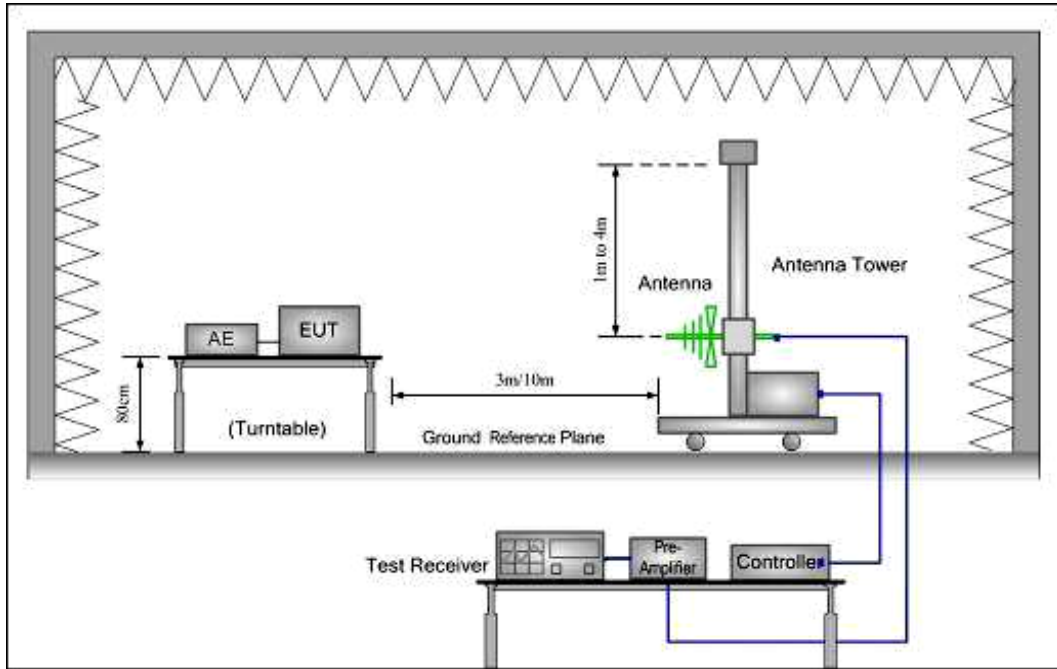 1m to 4m
Antenna
Antenna Tower
AE
EUT
80cm
3m/10m
(Turntable)
Ground Reference Plane
Test Receiver
Pre-
Amplifier
Controller